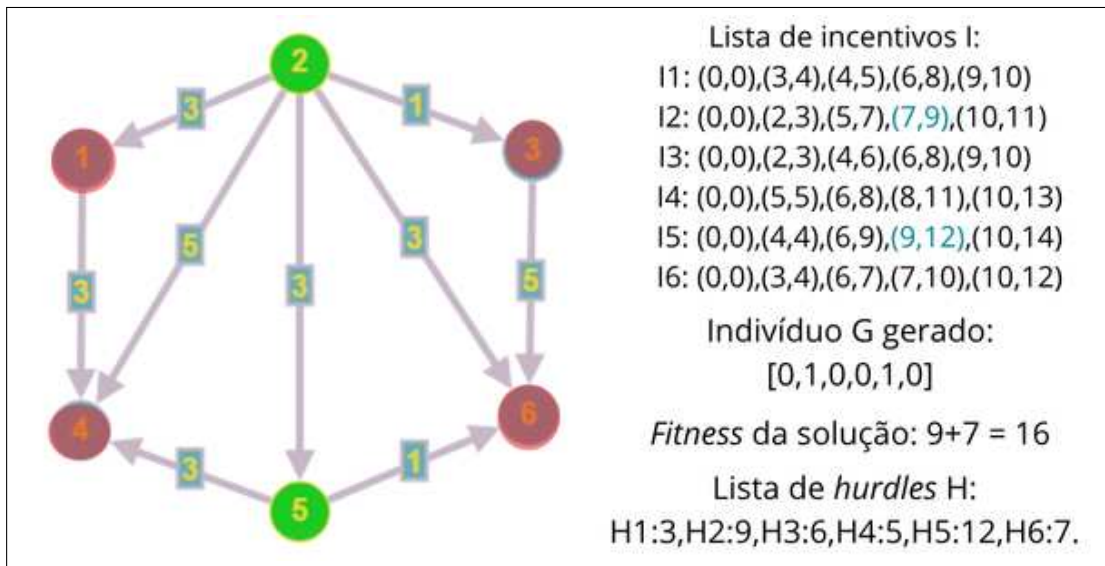 2
3
1
1
3
5
3
3
3
5
4
6
3
1
5
Lista de incentivos I:
I1: (0,0),(3,4),(4,5),(6,8),(9,10)
I2: (0,0),(2,3),(5,7),(7,9),(10,11)
I3: (0,0),(2,3),(4,6),(6,8),(9,10)
I4: (0,0),(5,5),(6,8),(8,11),(10,13)
I5: (0,0),(4,4),(6,9),(9,12),(10,14)
I6: (0,0),(3,4),(6,7),(7,10),(10,12)
Indivíduo G gerado:
[0,1,0,0,1,0]
Fitness da solução: 9+7 = 16
Lista de hurdles H:
H1:3,H2:9,H3:6,H4:5,H5:12,H6:7.